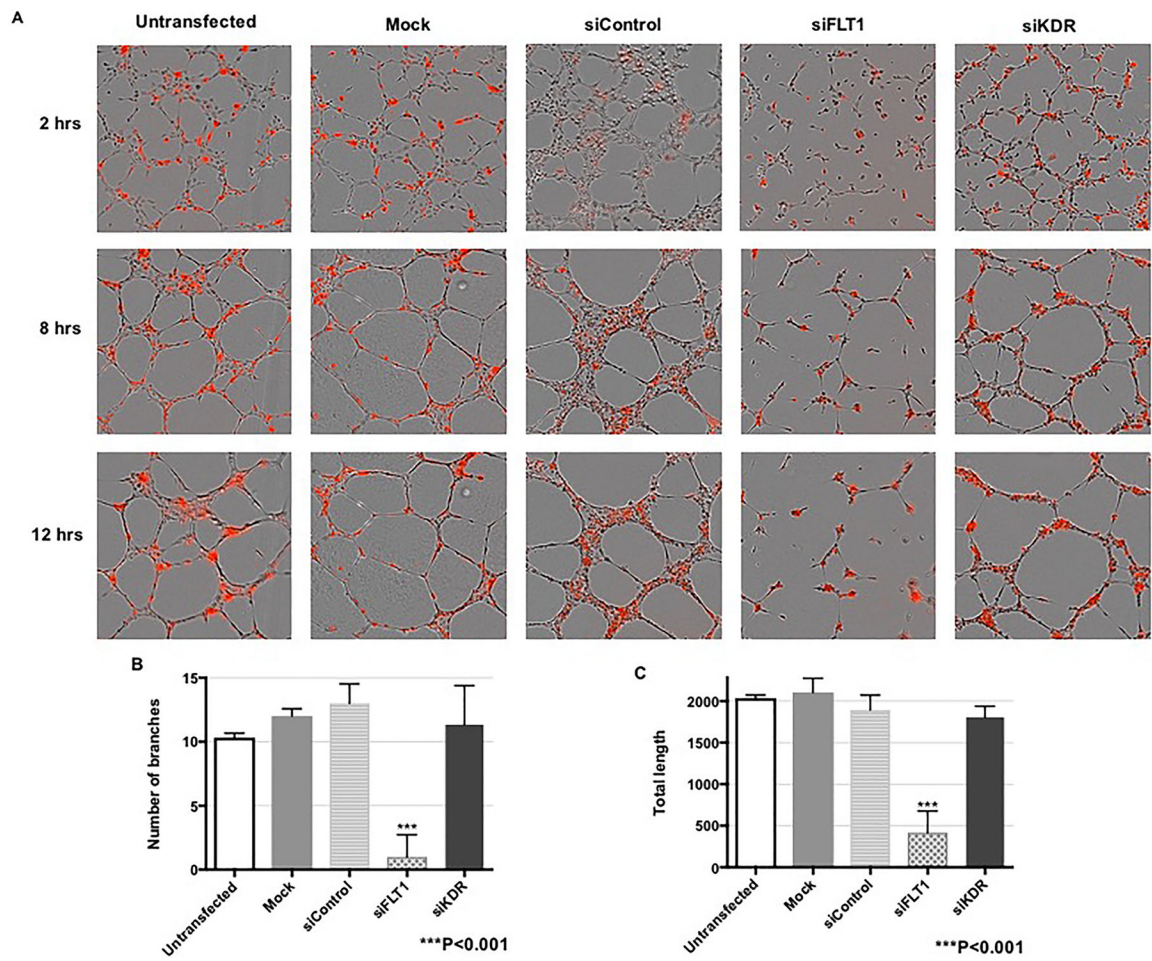 A
Untransfected Mock siControl siFLT1 siKDR
2 hrs
8 hrs
12 hrs
B
Number of branches
15
10
5
0
***
Untransfected Mock siControl siFLT1 siKDR
***P<0.001
C
Total length
2000
1500
1000
500
0
***
Untransfected Mock siControl siFLT1 siKDR
***P<0.001